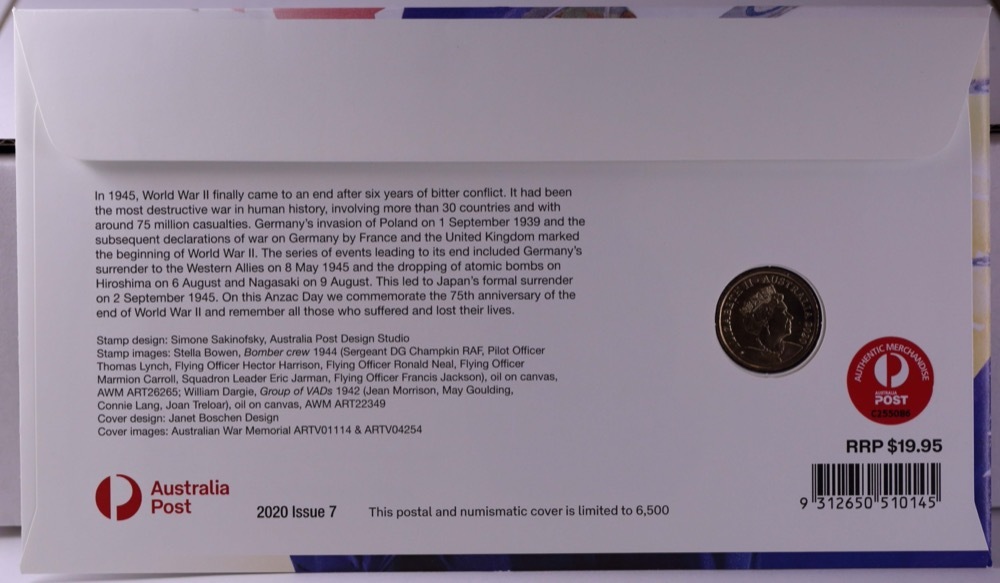 In 1945, World War II finally came to an end after six years of bitter conflict. It had been
the most destructive war in human history, involving more than 30 countries and with
around 75 million casualties. Germany's invasion of Poland on 1 September 1939 and the
subsequent declarations of war on Germany by France and the United Kingdom marked
the beginning of World War II. The series of events leading to its end included Germany's
surrender to the Western Allies on 8 May 1945 and the dropping of atomic bombs on
Hiroshima on 6 August and Nagasaki on 9 August. This led to Japan's formal surrender
on 2 September 1945. On this Anzac Day we commemorate the 75th anniversary of the
end of World War II and remember all those who suffered and lost their lives.
Stamp design: Simone Sakinofsky, Australia Post Design Studio
Stamp images: Stella Bowen, Bomber crew 1944 (Sergeant DG Champkin RAF, Pilot Officer
Thomas Lynch, Flying Officer Hector Harrison, Flying Officer Ronald Neal, Flying Officer
Marmion Carroll, Squadron Leader Eric Jarman, Flying Officer Francis Jackson), oil on canvas,
AWM ART26265; William Dargie, Group of VADs 1942 (Jean Morrison, May Goulding,
Connie Lang, Joan Treloar), oil on canvas, AWM ART22349
Cover design: Janet Boschen Design
Cover images: Australian War Memorial ARTV01114 & ARTV04254
ELIZABETH II · AUSTRALIA 2020
AUTHENTIC MERCHANDISE
AUSTRALIA
POST
RRP $19.95
9 312650 510145
Australia
Post
2020 Issue 7
This postal and numismatic cover is limited to 6,500